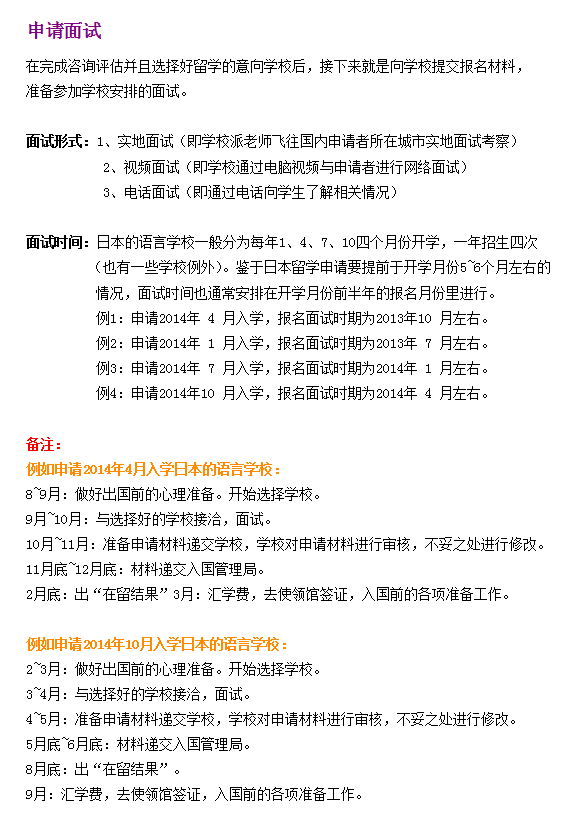 申请面试
在完成咨询评估并且选择好留学的意向学校后，接下来就是向学校提交报名材料，
准备参加学校安排的面试。
面试形式：1、实地面试（即学校派老师飞往国内申请者所在城市实地面试考察）
2、视频面试（即学校通过电脑视频与申请者进行网络面试）
3、电话面试（即通过电话向学生了解相关情况）
面试时间：日本的语言学校一般分为每年1、4、7、10四个月份开学，一年招生四次
（也有一些学校例外）。鉴于日本留学申请要提前于开学月份5~6个月左右的
情况，面试时间也通常安排在开学月份前半年的报名月份里进行。
例1：申请2014年 4 月入学，报名面试时期为2013年10 月左右。
例2：申请2014年 1 月入学，报名面试时期为2013年 7 月左右。
例3：申请2014年 7 月入学，报名面试时期为2014年 1 月左右。
例4：申请2014年10 月入学，报名面试时期为2014年 4 月左右。
备注：
例如申请2014年4月入学日本的语言学校：
8~9月：做好出国前的心理准备。开始选择学校。
9月~10月：与选择好的学校接洽，面试。
10月~11月：准备申请材料递交学校，学校对申请材料进行审核，不妥之处进行修改。
11月底~12月底：材料递交入国管理局。
2月底：出“在留结果”3月：汇学费，去使领馆签证，入国前的各项准备工作。
例如申请2014年10月入学日本的语言学校：
2~3月：做好出国前的心理准备。开始选择学校。
3~4月：与选择好的学校接洽，面试。
4~5月：准备申请材料递交学校，学校对申请材料进行审核，不妥之处进行修改。
5月底~6月底：材料递交入国管理局。
8月底：出“在留结果”。
9月：汇学费，去使领馆签证，入国前的各项准备工作。